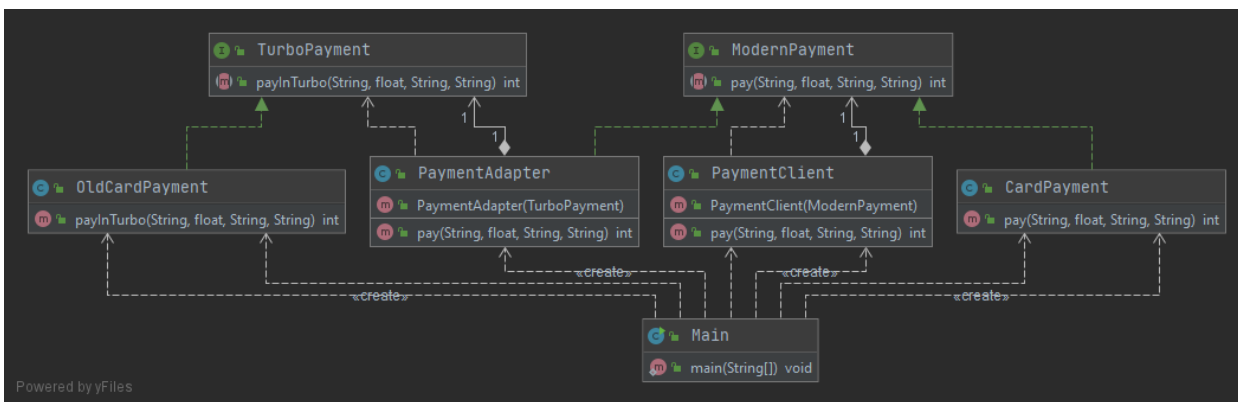 TurboPayment
payInTurbo(String, float, String, String) int
ModernPayment
pay(String, float, String, String) int
1
1
1
1
OldCardPayment
payInTurbo(String, float, String, String) int
PaymentAdapter
PaymentAdapter(TurboPayment)
pay(String, float, String, String) int
PaymentClient
PaymentClient(ModernPayment)
pay(String, float, String, String) int
CardPayment
pay(String, float, String, String) int
«create»
«create»
«create»
«create»
Main
main(String[]) void
Powered by yFiles